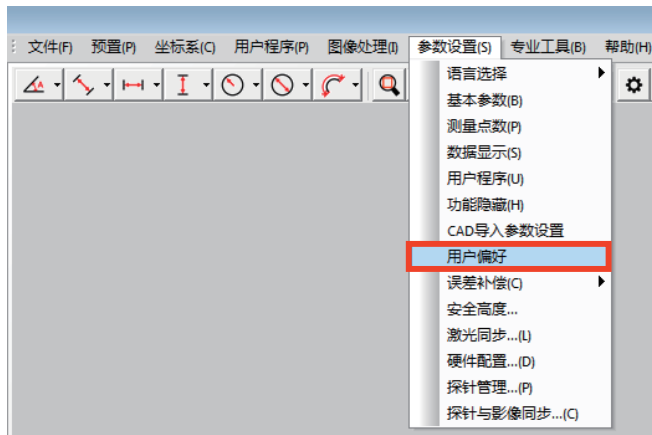 文件(F) 预置(P) 坐标系(C) 用户程序(P) 图像处理(I) 参数设置(S) 专业工具(B) 帮助(H)
语言选择
基本参数(B)
测量点数(P)
数据显示(S)
用户程序(U)
功能隐藏(H)
CAD导入参数设置
用户偏好
误差补偿(C)
安全高度...
激光同步...(L)
硬件配置...(D)
探针管理...(P)
探针与影像同步...(C)